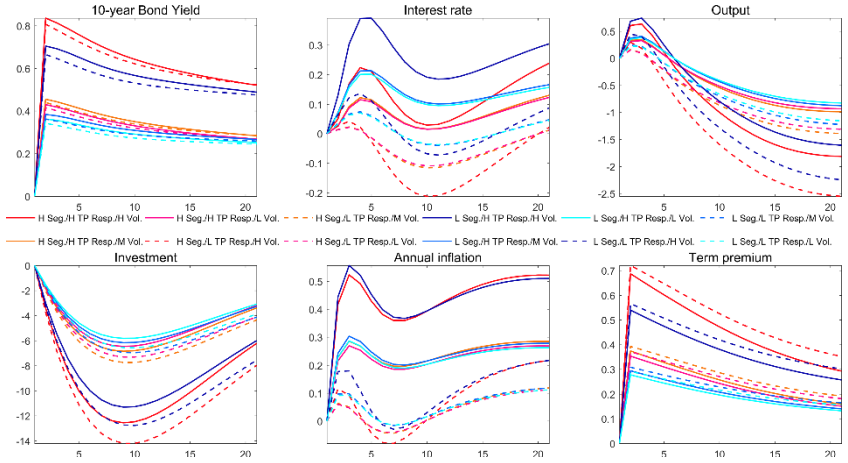 10-year Bond Yield
0.8
0.6
0.4
0.2
0
5 10 15 20
Interest rate
0.3
0.2
0.1
0
-0.1
-0.2
5 10 15 20
Output
0.5
0
-0.5
-1
-1.5
-2
-2.5
5 10 15 20
H Seg./H TP Resp./H Vol. H Seg./H TP Resp./L Vol. H Seg./L TP Resp./M Vol. L Seg./H TP Resp./H Vol. L Seg./H TP Resp./L Vol. L Seg./L TP Resp./M Vol.
H Seg./H TP Resp./M Vol. H Seg./L TP Resp./H Vol. H Seg./L TP Resp./L Vol. L Seg./H TP Resp./M Vol. L Seg./L TP Resp./H Vol. L Seg./L TP Resp./L Vol.
Investment
0
-2
-4
-6
-8
-10
-12
-14
5 10 15 20
Annual inflation
0.5
0.4
0.3
0.2
0.1
0
5 10 15 20
Term premium
0.7
0.6
0.5
0.4
0.3
0.2
0.1
0
5 10 15 20